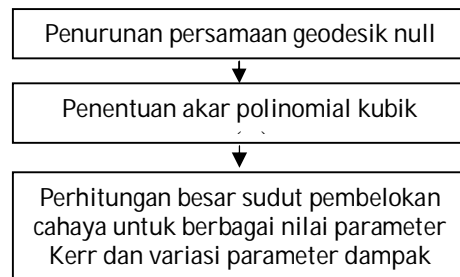 Penurunan persamaan geodesik null
Penentuan akar polinomial kubik
Perhitungan besar sudut pembelokan
cahaya untuk berbagai nilai parameter
Kerr dan variasi parameter dampak